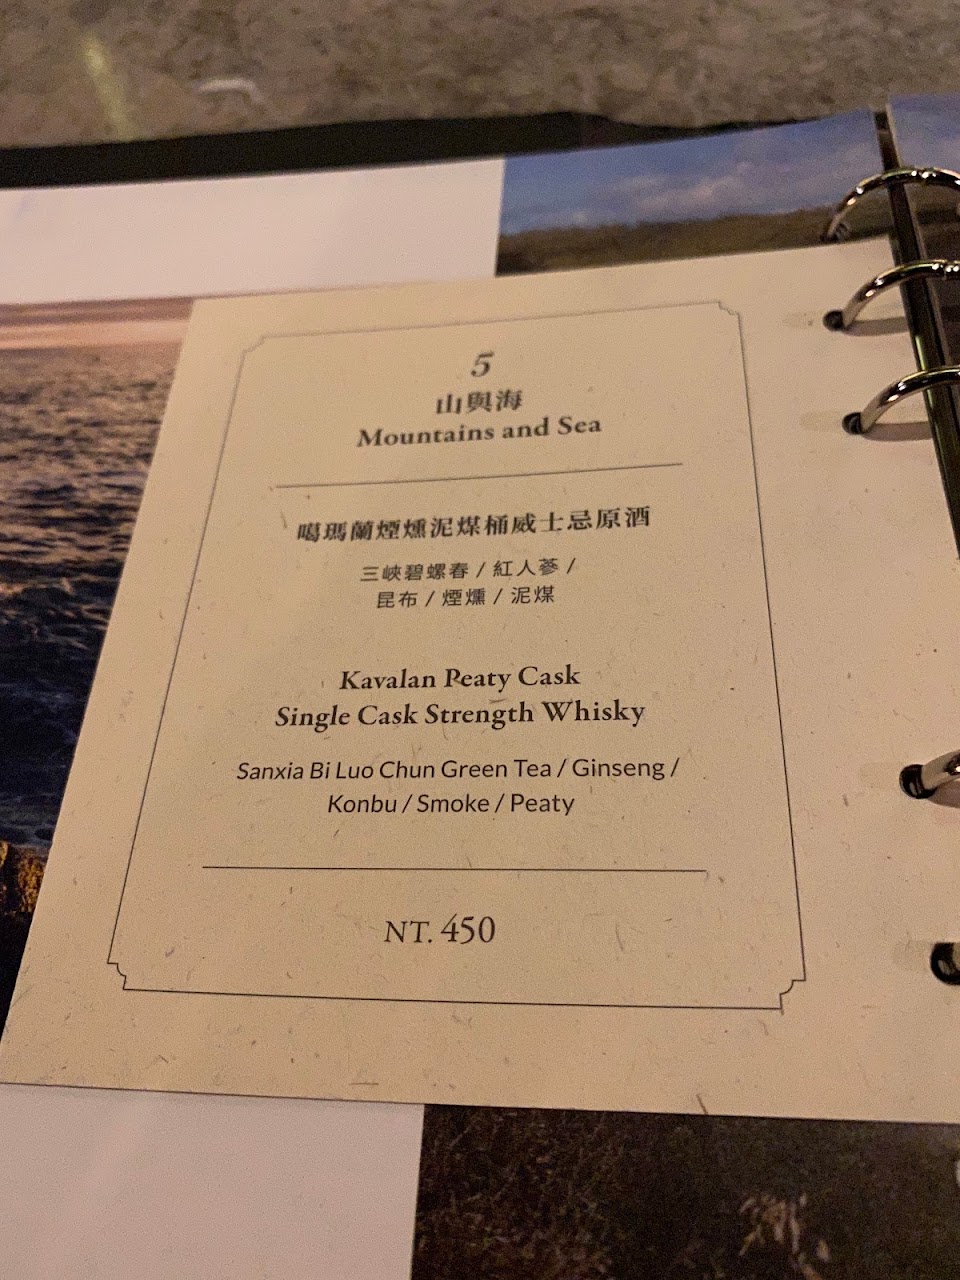 5
山與海
Mountains and Sea
噶瑪蘭煙燻泥煤桶威士忌原酒
三峽碧螺春 / 紅人蔘 /
昆布 / 煙燻 / 泥煤
Kavalan Peaty Cask
Single Cask Strength Whisky
Sanxia Bi Luo Chun Green Tea / Ginseng /
Konbu / Smoke / Peaty
NT. 450